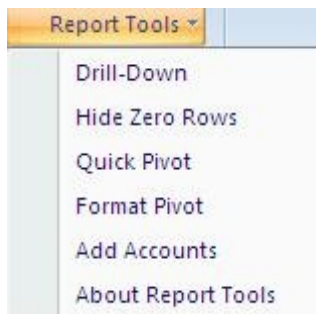 Report Tools
Drill-Down
Hide Zero Rows
Quick Pivot
Format Pivot
Add Accounts
About Report Tools